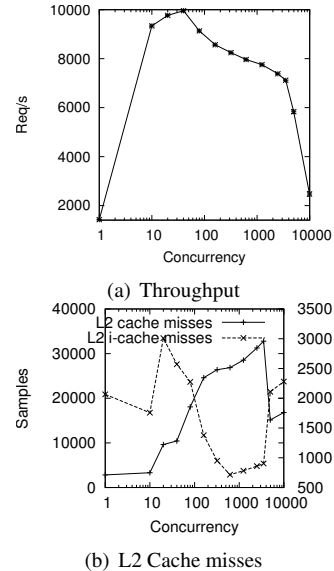 10000
8000
6000
4000
2000
Req/s
1 10 100 1000 10000
Concurrency
(a) Throughput
40000 3500
L2 cache misses
L2 i-cache misses
30000 3000
2500
20000 2000
1500
10000 1000
0 500
Samples
1 10 100 1000 10000
Concurrency
(b) L2 Cache misses